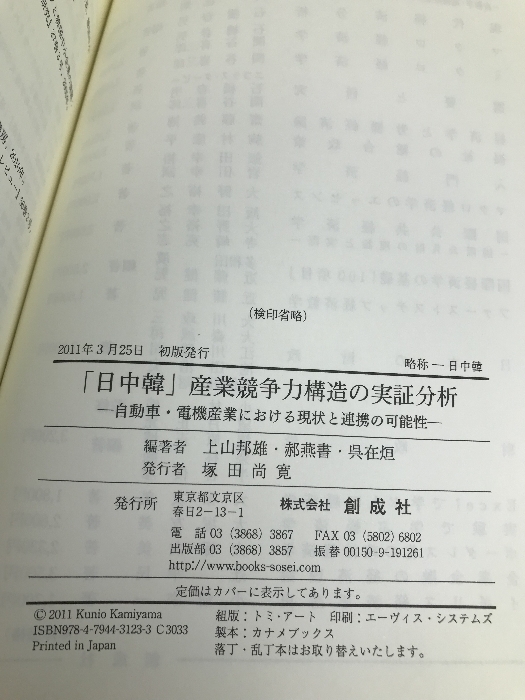 （検印省略）
2011年3月25日　初版発行
略称－日中韓
「日中韓」産業競争力構造の実証分析
―自動車・電機産業における現状と連携の可能性―
編著者　上山邦雄・郝燕書・呉在烜
発行者　塚田尚寛
発行所　東京都文京区
春日2－13－1
株式会社 創成社
電　話 03（3868）3867　FAX 03（5802）6802
出版部 03（3868）3857　振替 00150-9-191261
http://www.books-sosei.com
定価はカバーに表示してあります。
©2011 Kunio Kamiyama
ISBN978-4-7944-3123-3 C3033
Printed in Japan
組版：トミ・アート　印刷：エーヴィス・システムズ
製本：カナメブックス
落丁・乱丁本はお取り替えいたします。